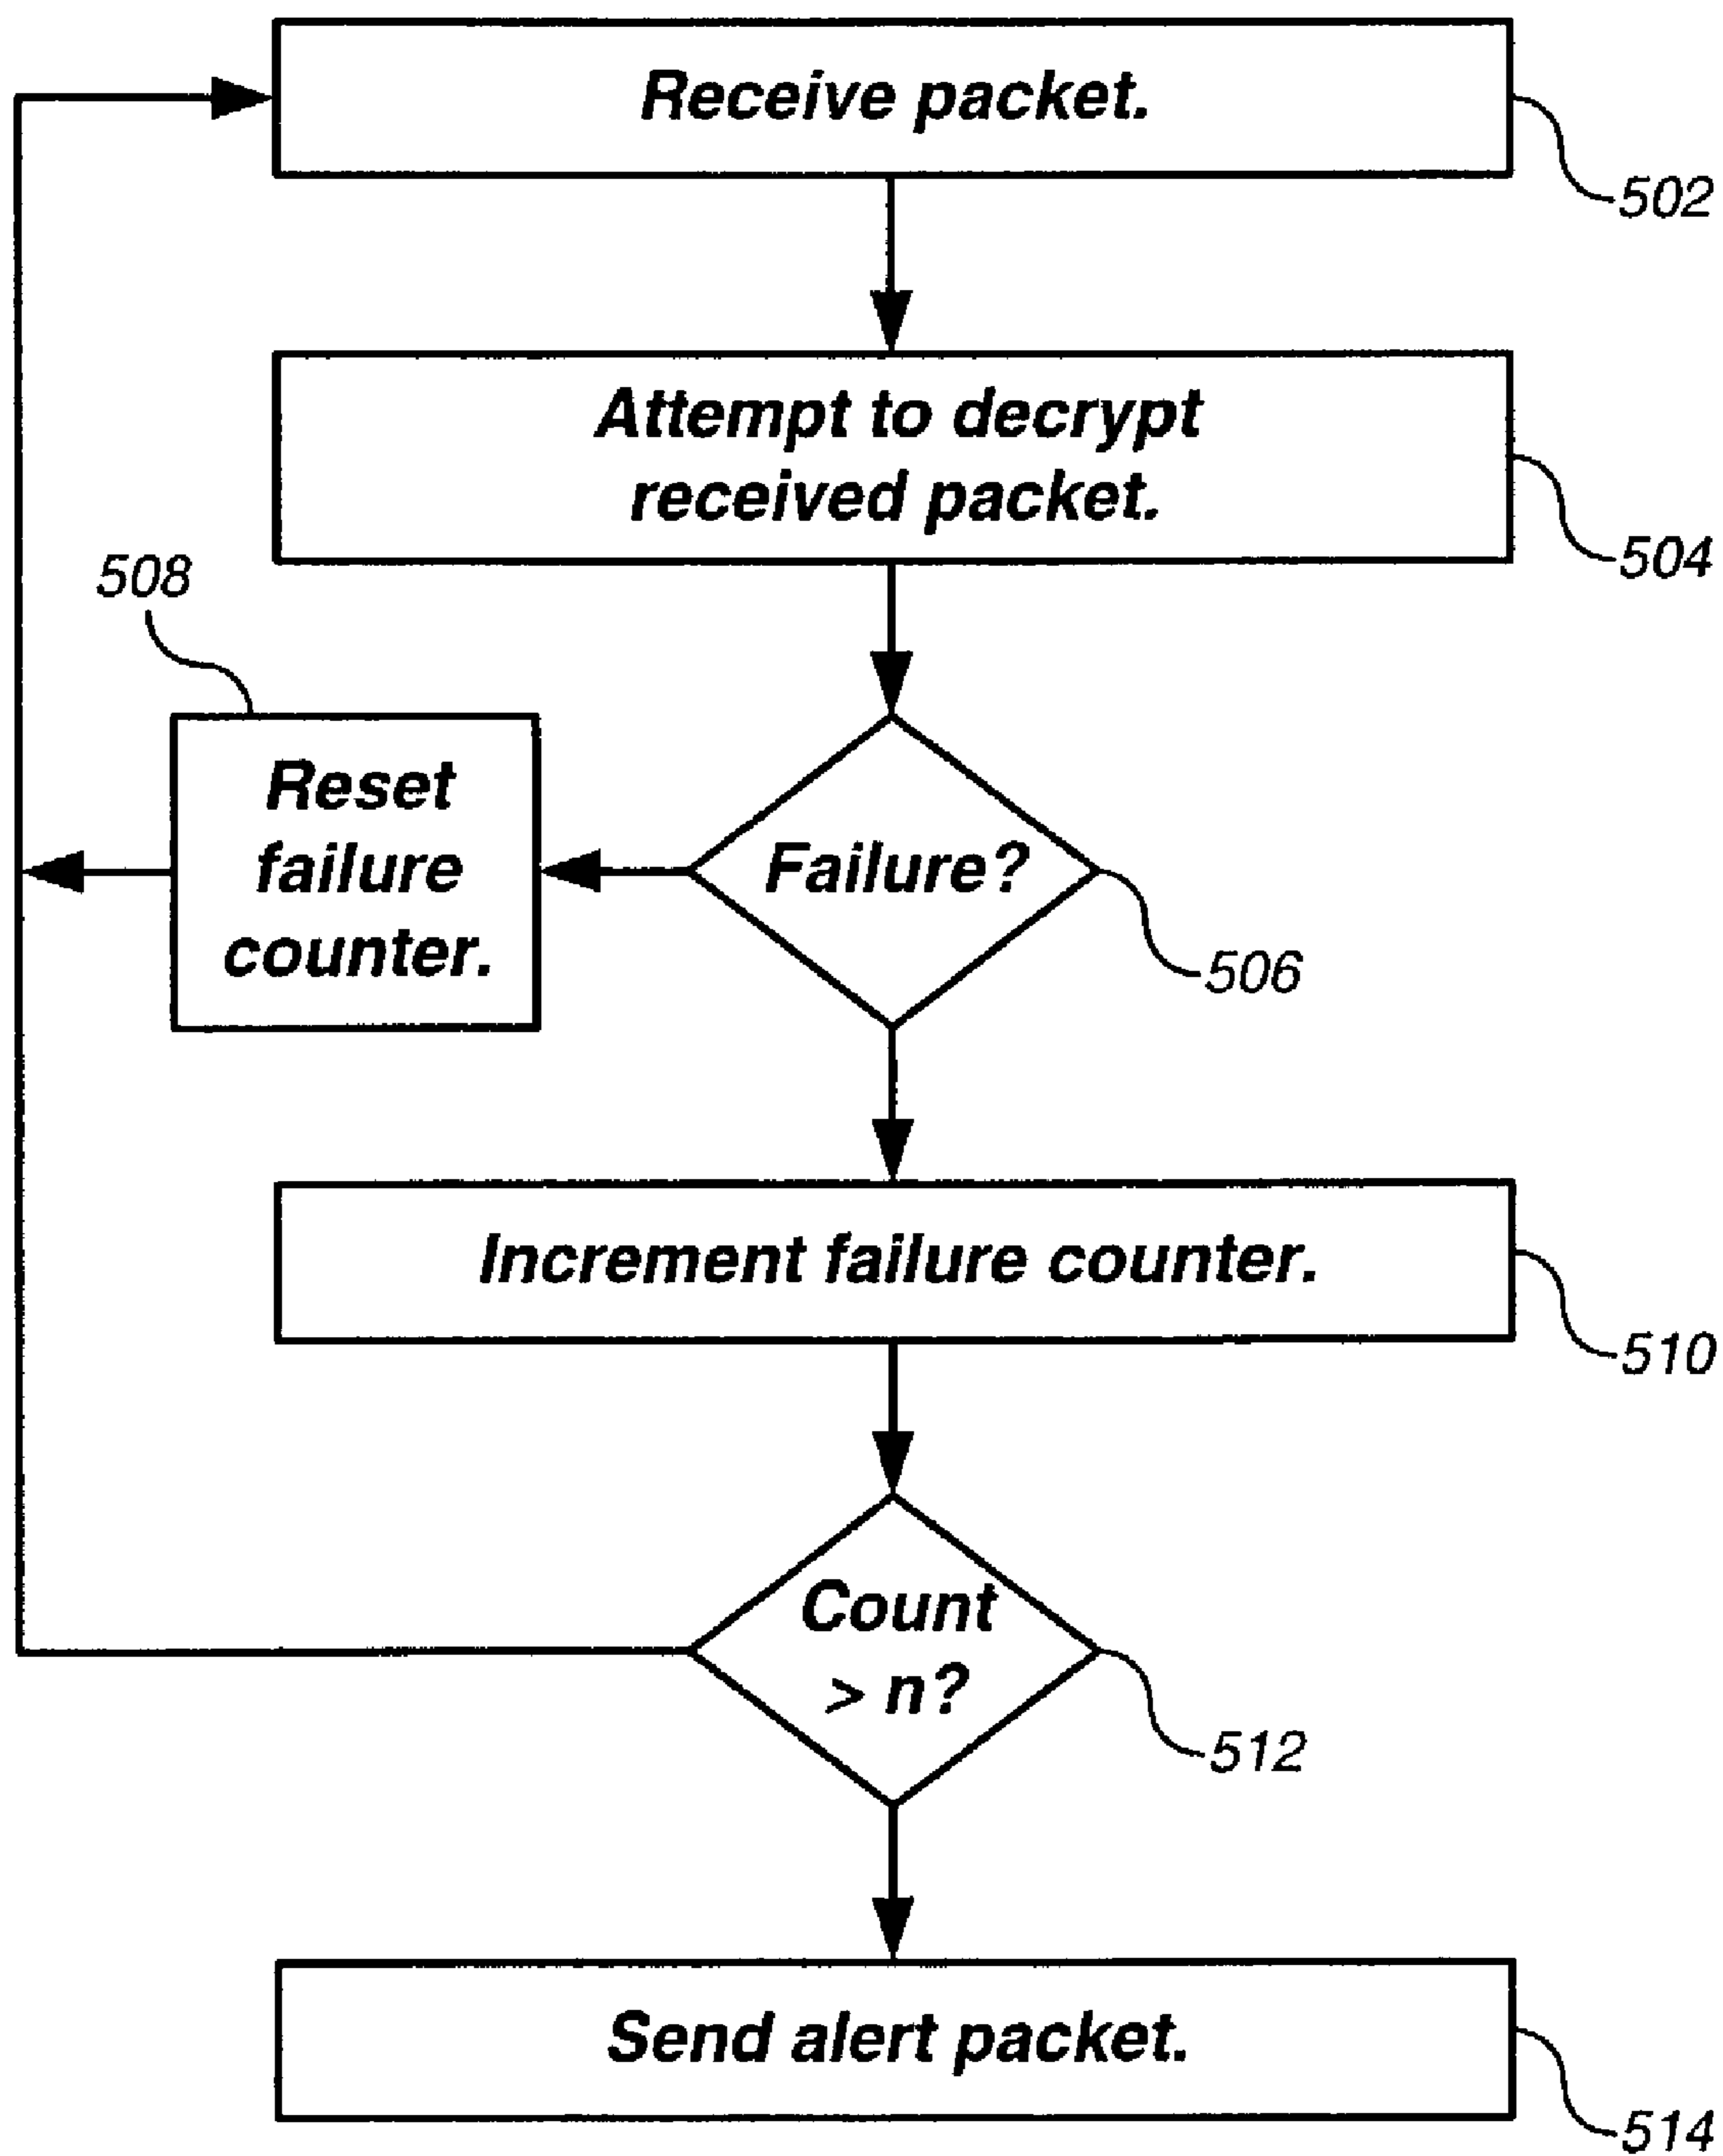 Receive packet.
502
Attempt to decrypt
received packet.
504
508
Reset
failure
counter.
Failure?
506
Increment failure counter.
510
Count
> n?
512
Send alert packet.
514